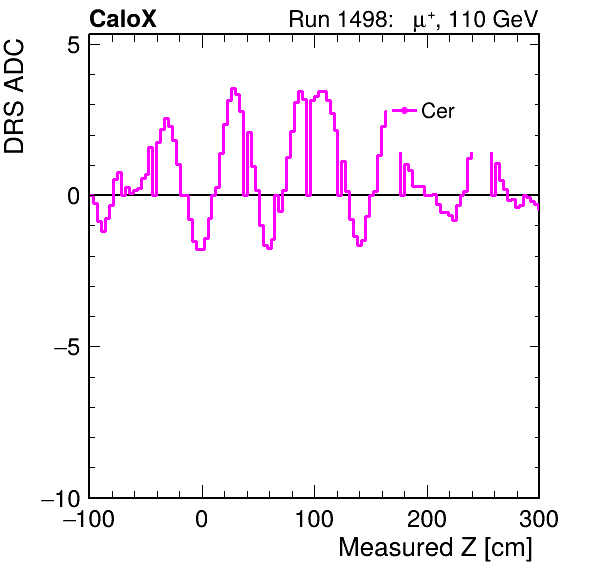 CaloX Run 1498: μ⁺, 110 GeV
DRS ADC
5
Cer
0
−5
−10
−100 0 100 200 300
Measured Z [cm]